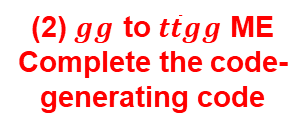 (2) gg to ttgg ME
Complete the code-
generating code